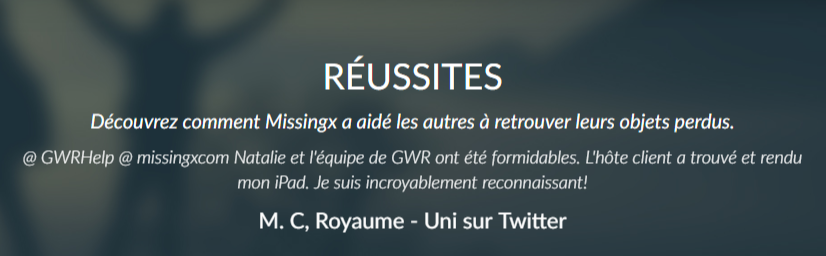 RÉUSSITES
Découvrez comment Missingx a aidé les autres à retrouver leurs objets perdus.
@ GWRHelp @ missingxcom Natalie et l'équipe de GWR ont été formidables. L'hôte client a trouvé et rendu
mon iPad. Je suis incroyablement reconnaissant!
M. C, Royaume - Uni sur Twitter